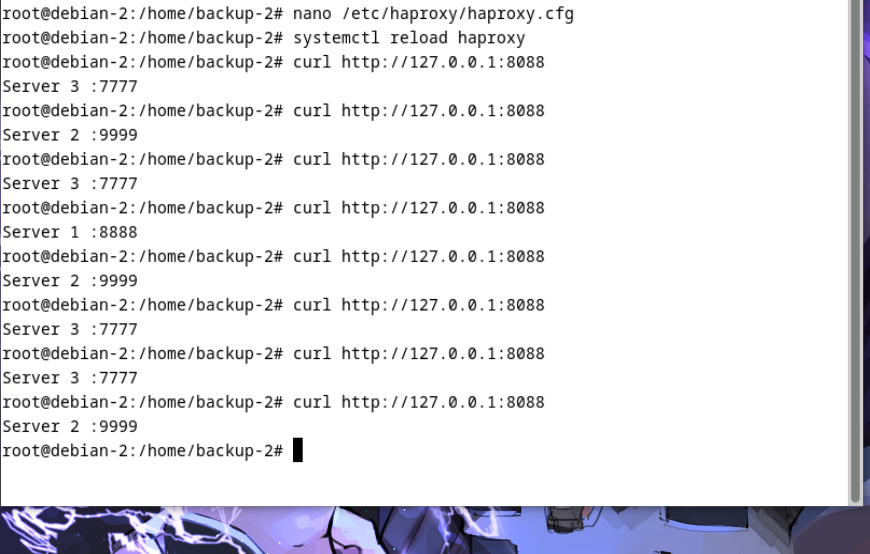 root@debian-2:/home/backup-2# nano /etc/haproxy/haproxy.cfg
root@debian-2:/home/backup-2# systemctl reload haproxy
root@debian-2:/home/backup-2# curl http://127.0.0.1:8088
Server 3 :7777
root@debian-2:/home/backup-2# curl http://127.0.0.1:8088
Server 2 :9999
root@debian-2:/home/backup-2# curl http://127.0.0.1:8088
Server 3 :7777
root@debian-2:/home/backup-2# curl http://127.0.0.1:8088
Server 1 :8888
root@debian-2:/home/backup-2# curl http://127.0.0.1:8088
Server 2 :9999
root@debian-2:/home/backup-2# curl http://127.0.0.1:8088
Server 3 :7777
root@debian-2:/home/backup-2# curl http://127.0.0.1:8088
Server 3 :7777
root@debian-2:/home/backup-2# curl http://127.0.0.1:8088
Server 2 :9999
root@debian-2:/home/backup-2#